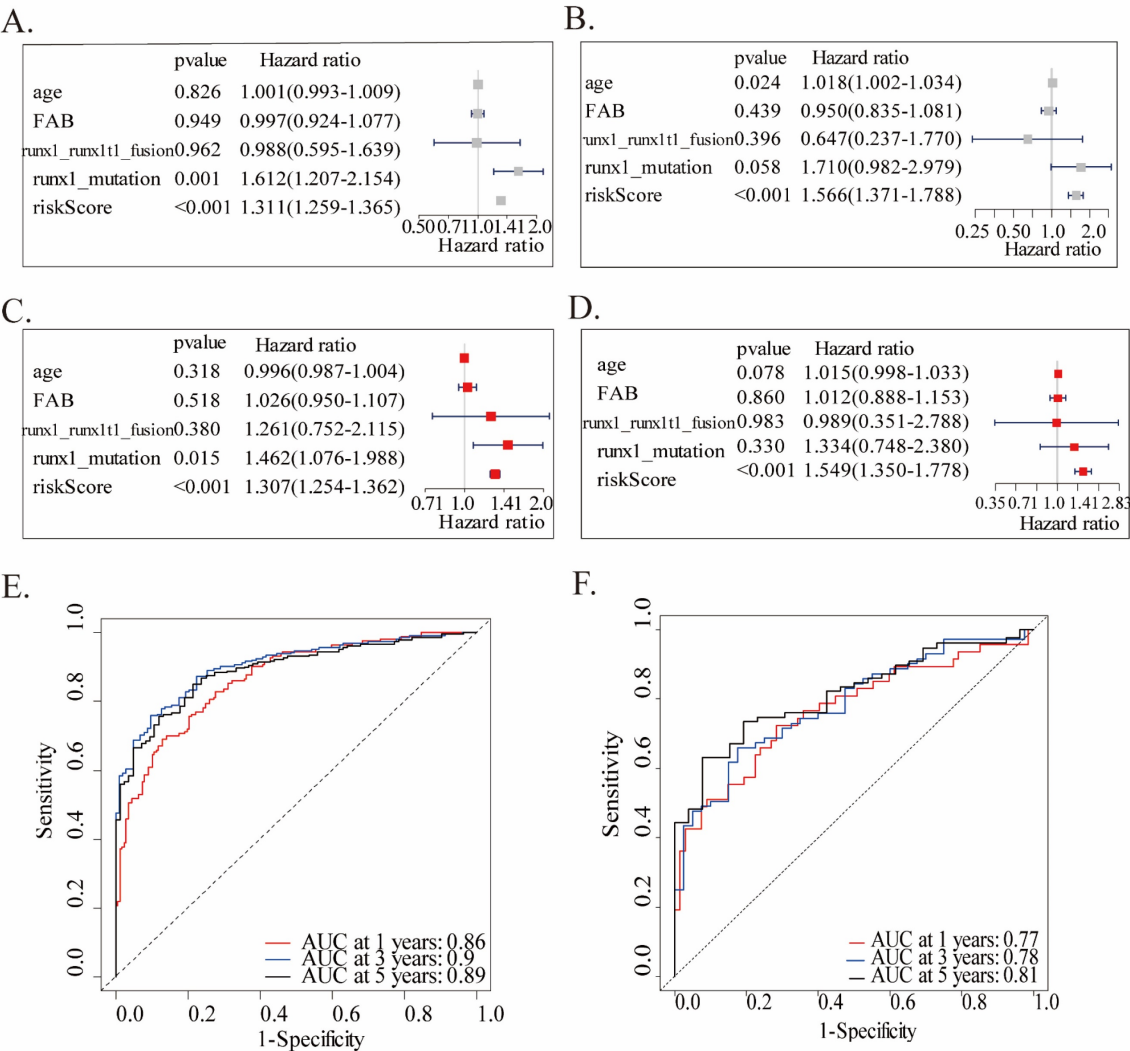 A.
pvalue Hazard ratio
age 0.826 1.001(0.993-1.009)
FAB 0.949 0.997(0.924-1.077)
runx1_runx1t1_fusion 0.962 0.988(0.595-1.639)
runx1_mutation 0.001 1.612(1.207-2.154)
riskScore <0.001 1.311(1.259-1.365)
0.50 0.71 1.0 1.41 2.0
Hazard ratio
B.
pvalue Hazard ratio
age 0.024 1.018(1.002-1.034)
FAB 0.439 0.950(0.835-1.081)
runx1_runx1t1_fusion 0.396 0.647(0.237-1.770)
runx1_mutation 0.058 1.710(0.982-2.979)
riskScore <0.001 1.566(1.371-1.788)
0.25 0.50 1.0 2.0
Hazard ratio
C.
pvalue Hazard ratio
age 0.318 0.996(0.987-1.004)
FAB 0.518 1.026(0.950-1.107)
runx1_runx1t1_fusion 0.380 1.261(0.752-2.115)
runx1_mutation 0.015 1.462(1.076-1.988)
riskScore <0.001 1.307(1.254-1.362)
0.71 1.0 1.41 2.0
Hazard ratio
D.
pvalue Hazard ratio
age 0.078 1.015(0.998-1.033)
FAB 0.860 1.012(0.888-1.153)
runx1_runx1t1_fusion 0.983 0.989(0.351-2.788)
runx1_mutation 0.330 1.334(0.748-2.380)
riskScore <0.001 1.549(1.350-1.778)
0.35 0.71 1.0 1.41 2.83
Hazard ratio
E.
Sensitivity
1.0
0.8
0.6
0.4
0.2
0.0
AUC at 1 years: 0.86
AUC at 3 years: 0.9
AUC at 5 years: 0.89
0.0 0.2 0.4 0.6 0.8 1.0
1-Specificity
F.
Sensitivity
1.0
0.8
0.6
0.4
0.2
0.0
AUC at 1 years: 0.77
AUC at 3 years: 0.78
AUC at 5 years: 0.81
0.0 0.2 0.4 0.6 0.8 1.0
1-Specificity